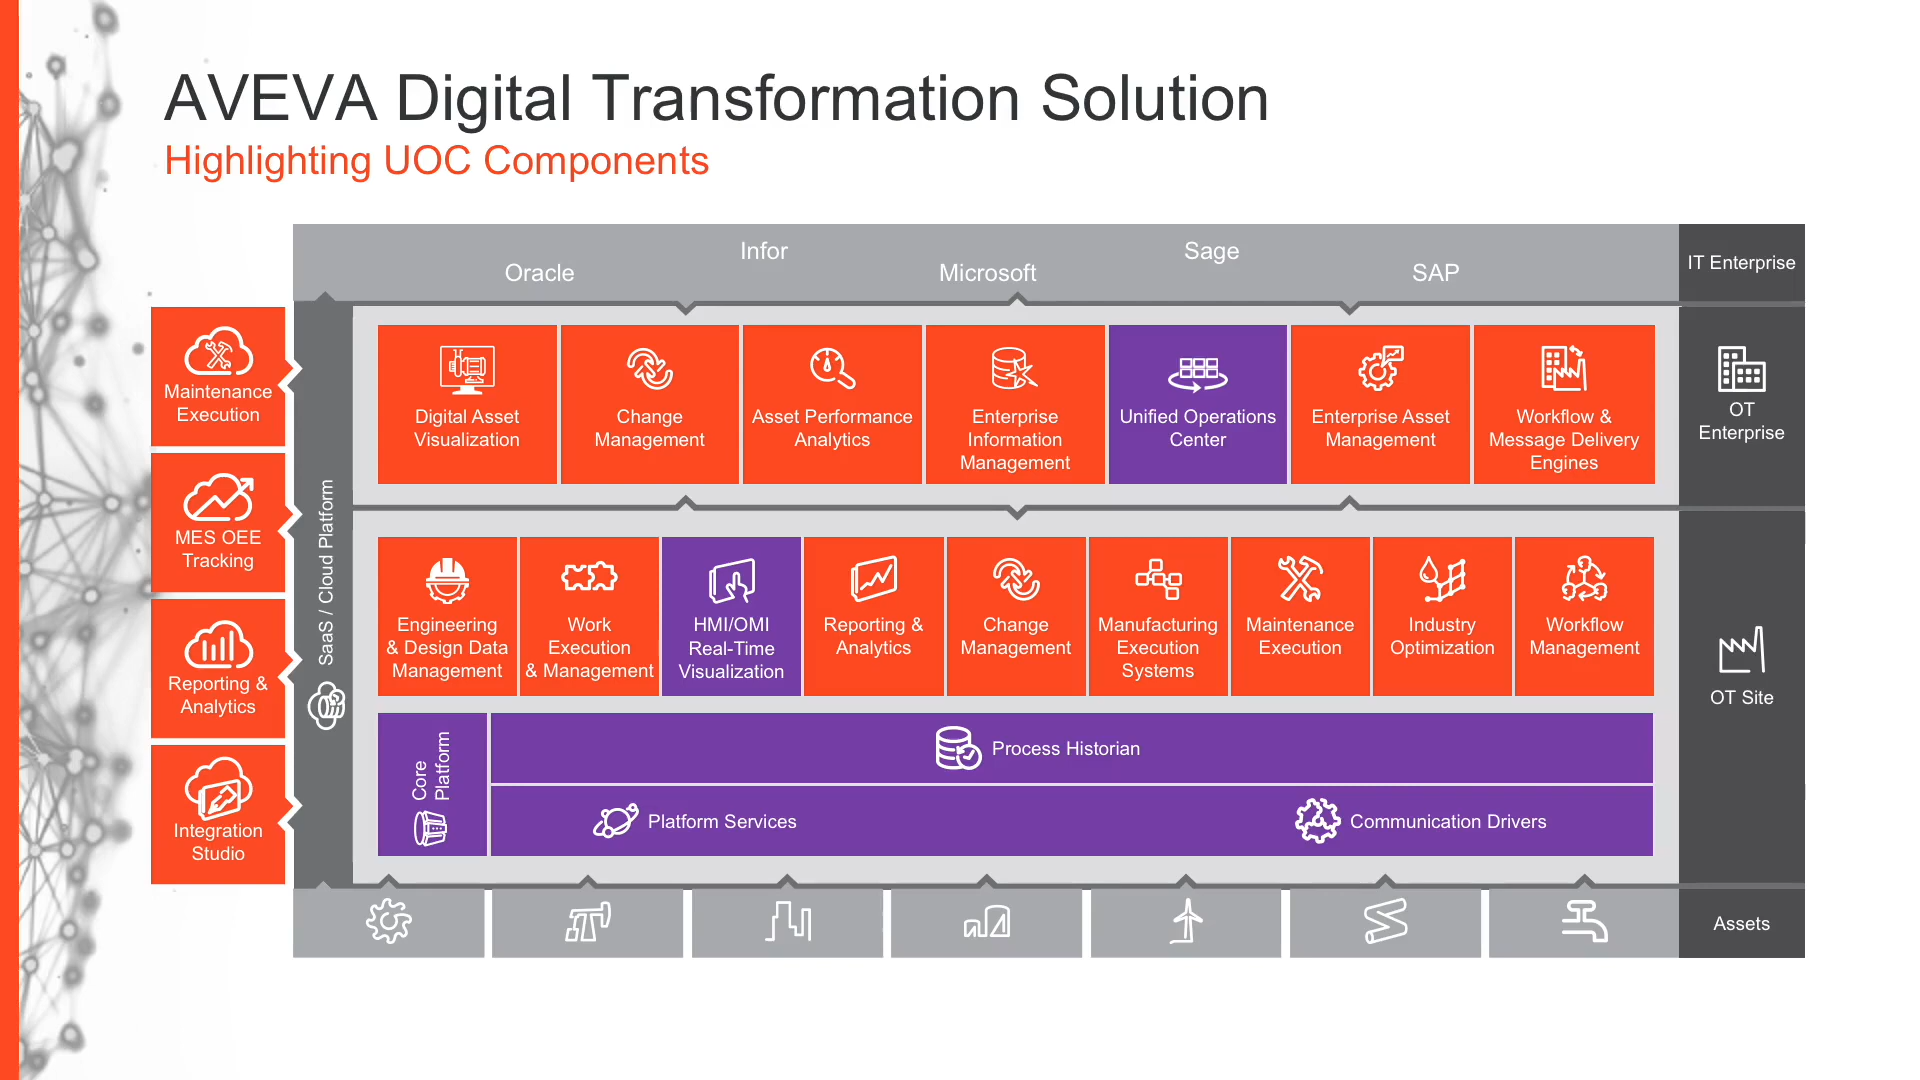 AVEVA Digital Transformation Solution
Highlighting UOC Components
Infor
Sage
Oracle
Microsoft
SAP
IT Enterprise
Maintenance
Execution
MES OEE
Tracking
Reporting &
Analytics
Integration
Studio
SaaS / Cloud Platform
Digital Asset
Visualization
Change
Management
Asset Performance
Analytics
Enterprise
Information
Management
Unified Operations
Center
Enterprise Asset
Management
Workflow &
Message Delivery
Engines
OT
Enterprise
Engineering
& Design Data
Management
Work
Execution
& Management
HMI/OMI
Real-Time
Visualization
Reporting &
Analytics
Change
Management
Manufacturing
Execution
Systems
Maintenance
Execution
Industry
Optimization
Workflow
Management
OT Site
Core
Platform
Process Historian
Platform Services
Communication Drivers
Assets